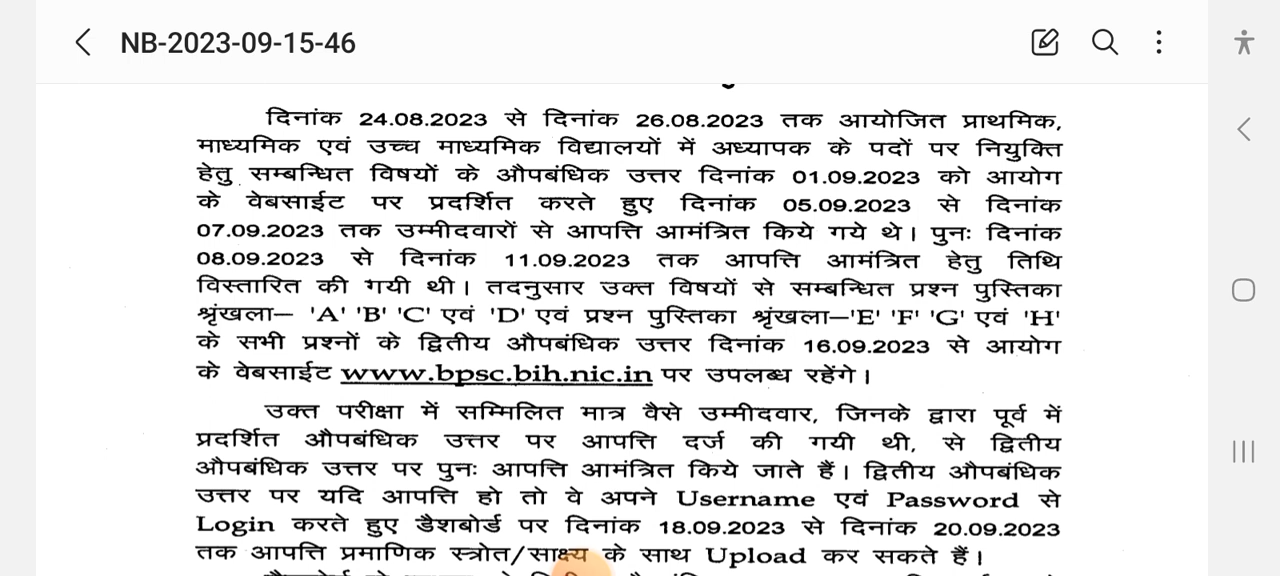 NB-2023-09-15-46
दिनांक 24.08.2023 से दिनांक 26.08.2023 तक आयोजित प्राथमिक,
माध्यमिक एवं उच्च माध्यमिक विद्यालयों में अध्यापक के पदों पर नियुक्ति
हेतु सम्बन्धित विषयों के औपबंधिक उत्तर दिनांक 01.09.2023 को आयोग
के वेबसाईट पर प्रदर्शित करते हुए दिनांक 05.09.2023 से दिनांक
07.09.2023 तक उम्मीदवारों से आपत्ति आमंत्रित किये गये थे। पुनः दिनांक
08.09.2023 से दिनांक 11.09.2023 तक आपत्ति आमंत्रित हेतु तिथि
विस्तारित की गयी थी। तदनुसार उक्त विषयों से सम्बन्धित प्रश्न पुस्तिका
श्रृंखला– 'A' 'B' 'C' एवं 'D' एवं प्रश्न पुस्तिका श्रृंखला–'E' 'F' 'G' एवं 'H'
के सभी प्रश्नों के द्वितीय औपबंधिक उत्तर दिनांक 16.09.2023 से आयोग
के वेबसाईट www.bpsc.bih.nic.in पर उपलब्ध रहेंगे।
उक्त परीक्षा में सम्मिलित मात्र वैसे उम्मीदवार, जिनके द्वारा पूर्व में
प्रदर्शित औपबंधिक उत्तर पर आपत्ति दर्ज की गयी थी, से द्वितीय
औपबंधिक उत्तर पर पुनः आपत्ति आमंत्रित किये जाते हैं। द्वितीय औपबंधिक
उत्तर पर यदि आपत्ति हो तो वे अपने Username एवं Password से
Login करते हुए डैशबोर्ड पर दिनांक 18.09.2023 से दिनांक 20.09.2023
तक आपत्ति प्रमाणिक स्त्रोत/साक्ष्य के साथ Upload कर सकते हैं।